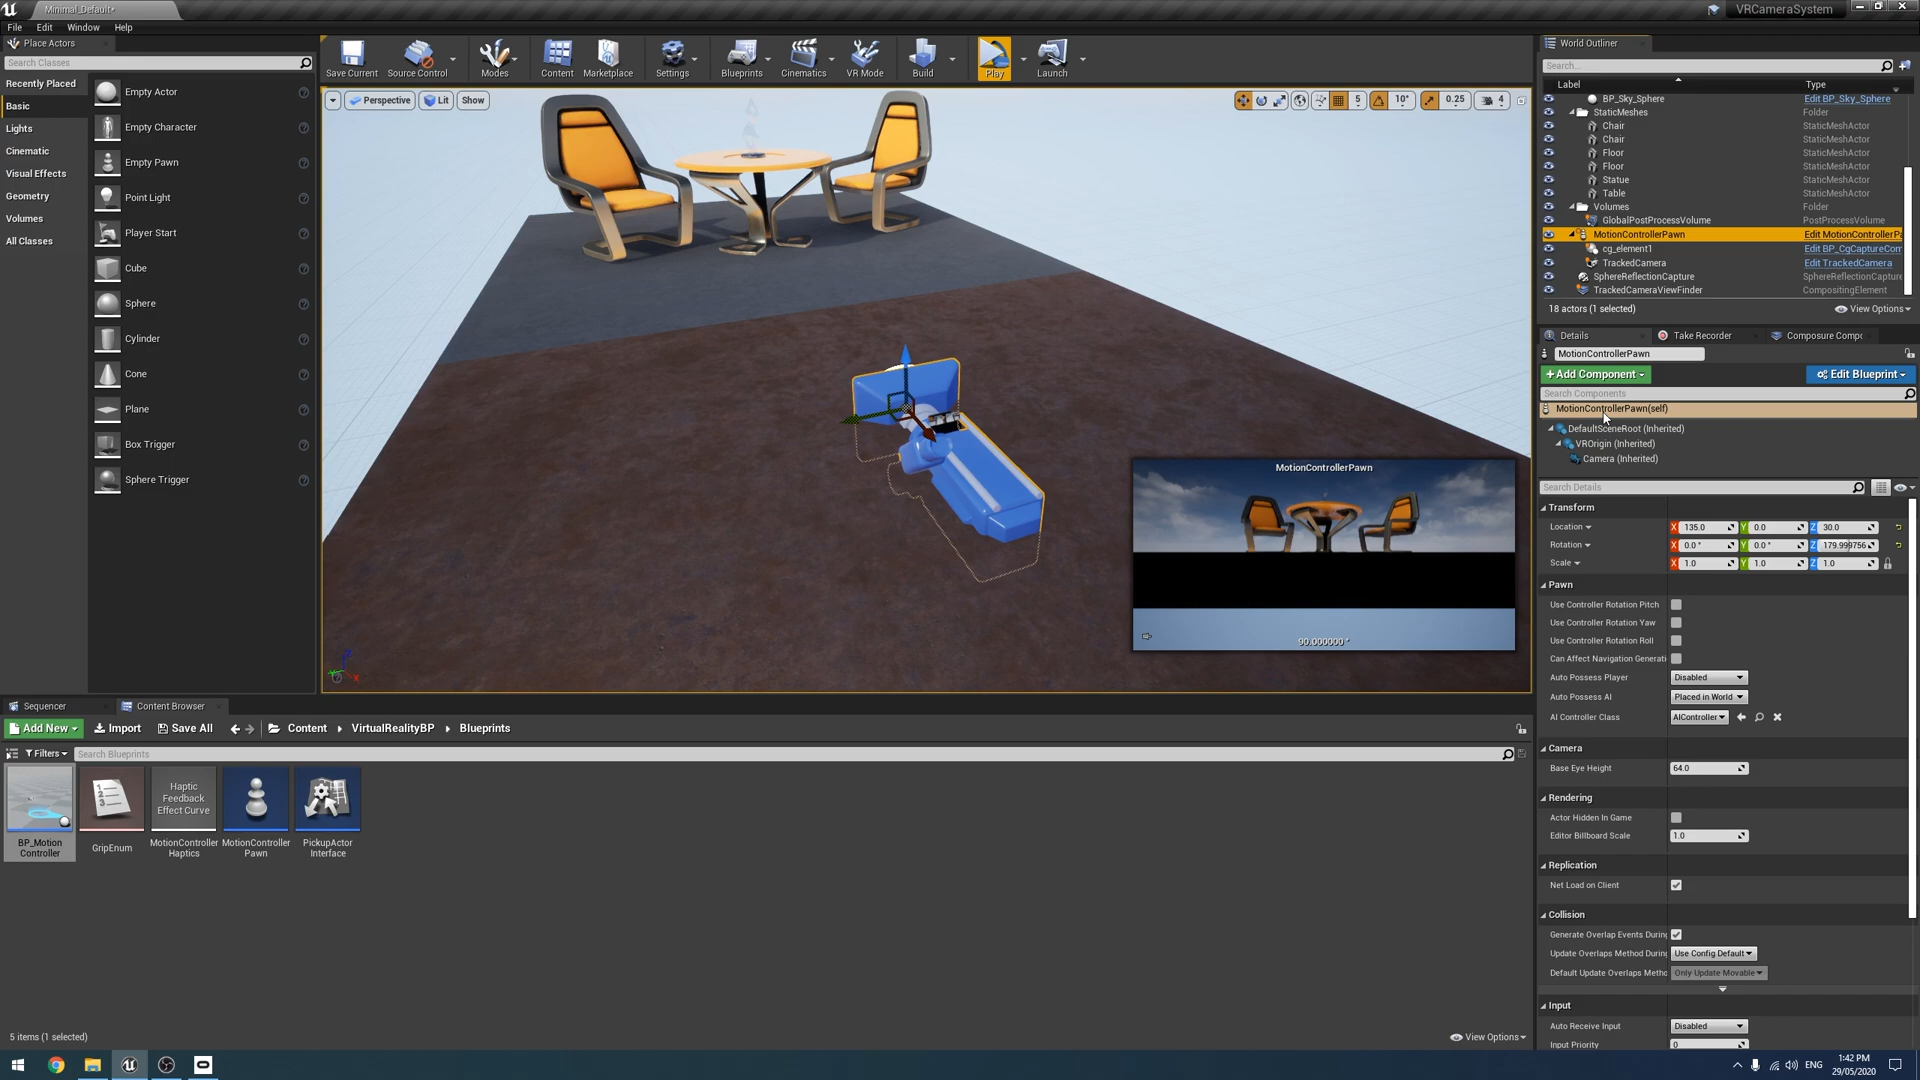 Minimal_Default*
VRCameraSystem
File Edit Window Help
Place Actors
Search Classes
Recently Placed
Basic
Lights
Cinematic
Visual Effects
Geometry
Volumes
All Classes
Empty Actor
Empty Character
Empty Pawn
Point Light
Player Start
Cube
Sphere
Cylinder
Cone
Plane
Box Trigger
Sphere Trigger
Save Current
Source Control
Modes
Content
Marketplace
Settings
Blueprints
Cinematics
VR Mode
Build
Play
Launch
Perspective Lit Show
5 10° 0.25 4
MotionControllerPawn
90.000000 °
World Outliner
Search...
Label Type
BP_Sky_Sphere Edit BP_Sky_Sphere
StaticMeshes Folder
Chair StaticMeshActor
Chair StaticMeshActor
Floor StaticMeshActor
Floor StaticMeshActor
Statue StaticMeshActor
Table StaticMeshActor
Volumes Folder
GlobalPostProcessVolume PostProcessVolume
MotionControllerPawn Edit MotionControllerPa
cg_element1 Edit BP_CgCaptureCom
TrackedCamera Edit TrackedCamera
SphereReflectionCapture SphereReflectionCapture
TrackedCameraViewFinder CompositingElement
18 actors (1 selected) View Options
Details Take Recorder Composure Compo
MotionControllerPawn
+Add Component Edit Blueprint
Search Components
MotionControllerPawn(self)
DefaultSceneRoot (Inherited)
VROrigin (Inherited)
Camera (Inherited)
Search Details
Transform
Location X 135.0 Y 0.0 Z 30.0
Rotation X 0.0 ° Y 0.0 ° Z 179.999756
Scale X 1.0 Y 1.0 Z 1.0
Pawn
Use Controller Rotation Pitch
Use Controller Rotation Yaw
Use Controller Rotation Roll
Can Affect Navigation Generati
Auto Possess Player Disabled
Auto Possess AI Placed in World
AI Controller Class AIController
Camera
Base Eye Height 64.0
Rendering
Actor Hidden In Game
Editor Billboard Scale 1.0
Replication
Net Load on Client
Collision
Generate Overlap Events During
Update Overlaps Method During Use Config Default
Default Update Overlaps Metho Only Update Movable
Input
Auto Receive Input Disabled
Input Priority 0
Sequencer Content Browser
Add New Import Save All Content VirtualRealityBP Blueprints
Filters Search Blueprints
BP_Motion
Controller
GripEnum
Haptic
Feedback
Effect Curve
MotionController
Haptics
MotionController
Pawn
PickupActor
Interface
5 items (1 selected) View Options
ENG
1:42 PM
29/05/2020